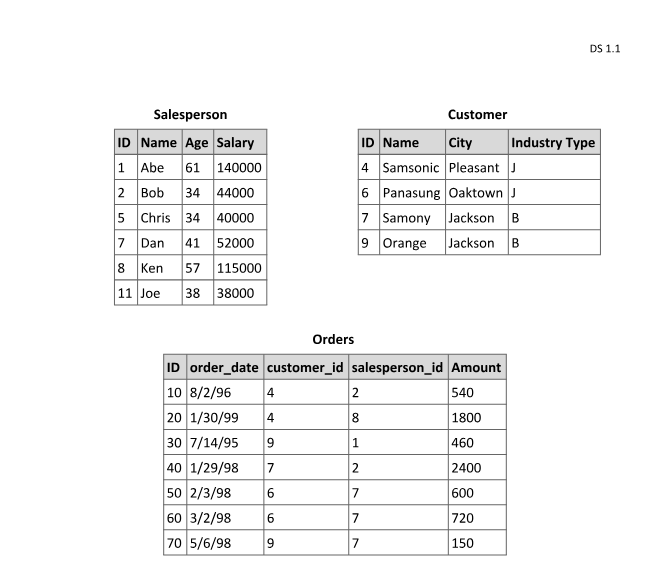 DS 1.1
Salesperson
ID Name Age Salary
1 Abe 61 140000
2 Bob 34 44000
5 Chris 34 40000
7 Dan 41 52000
8 Ken 57 115000
11 Joe 38 38000
Customer
ID Name City Industry Type
4 Samsonic Pleasant J
6 Panasung Oaktown J
7 Samony Jackson B
9 Orange Jackson B
Orders
ID order_date customer_id salesperson_id Amount
10 8/2/96 4 2 540
20 1/30/99 4 8 1800
30 7/14/95 9 1 460
40 1/29/98 7 2 2400
50 2/3/98 6 7 600
60 3/2/98 6 7 720
70 5/6/98 9 7 150